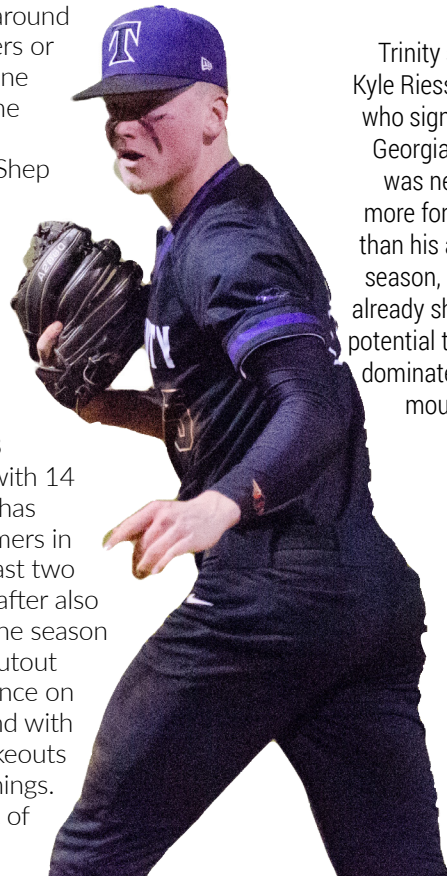 around
ers or
ne
he
Shep
s
with 14
has
mers in
ast two
after also
he season
utout
nce on
nd with
keouts
nings.
of
Trinity
Kyle Riess
who sign
Georgia
was ne
more for
than his a
season,
already sh
potential t
dominate
mou
T